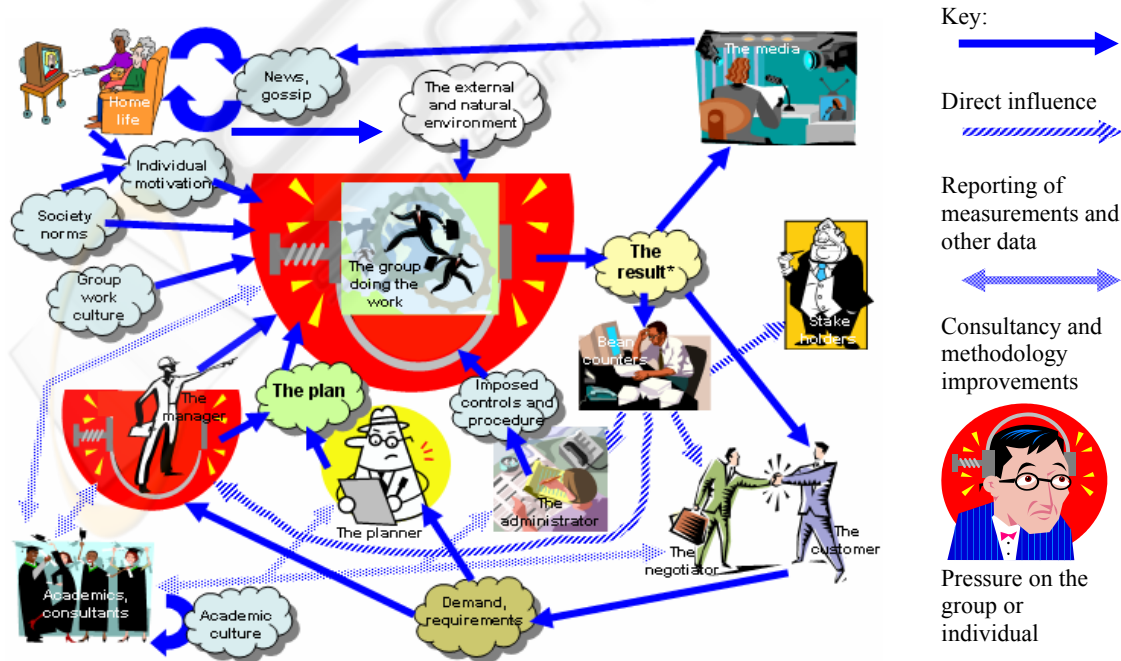 Key:
Direct influence
Reporting of
measurements and
other data
Consultancy and
methodology
improvements
Pressure on the
group or
individual
Home
life
News,
gossip
The external
and natural
environment
The media
Individual
motivation
Society
norms
Group
work
culture
The group
doing the
work
The
result*
Stake
holders
Bean
counters
The
manager
The plan
Imposed
controls and
procedure
The planner
The
administrator
The
negotiator
The
customer
Academics,
consultants
Academic
culture
Demand,
requirements